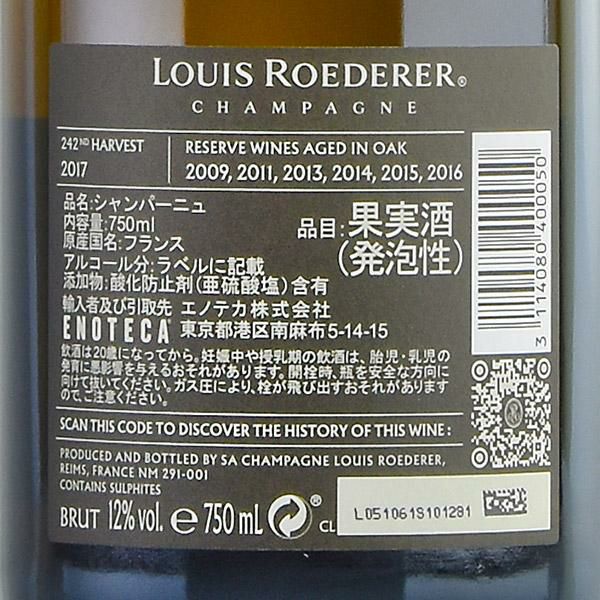 LOUIS ROEDERER®
CHAMPAGNE
242ND HARVEST
2017
RESERVE WINES AGED IN OAK
2009, 2011, 2013, 2014, 2015, 2016
品名:シャンパーニュ
内容量:750ml
原産国名:フランス
アルコール分:ラベルに記載
品目:果実酒
(発泡性)
添加物:酸化防止剤(亜硫酸塩)含有
輸入者及び引取先 エノテカ株式会社
ENOTECA 東京都港区南麻布5-14-15
飲酒は20歳になってから。妊娠中や授乳期の飲酒は、胎児・乳児の
発育に悪影響を与えるおそれがあります。開栓時、瓶を安全な方向に
向けて抜いてください。ガス圧により、栓が飛び出すおそれがあります
ので、ご注意ください。
3 114080 400050
SCAN THIS CODE TO DISCOVER THE HISTORY OF THIS WINE :
PRODUCED AND BOTTLED BY SA CHAMPAGNE LOUIS ROEDERER,
REIMS, FRANCE NM 291-001
CONTAINS SULPHITES
BRUT 12% vol. e 750 mL ® CL
L051061S101281